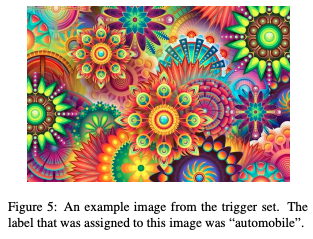 Figure 5: An example image from the trigger set. The
label that was assigned to this image was “automobile”.